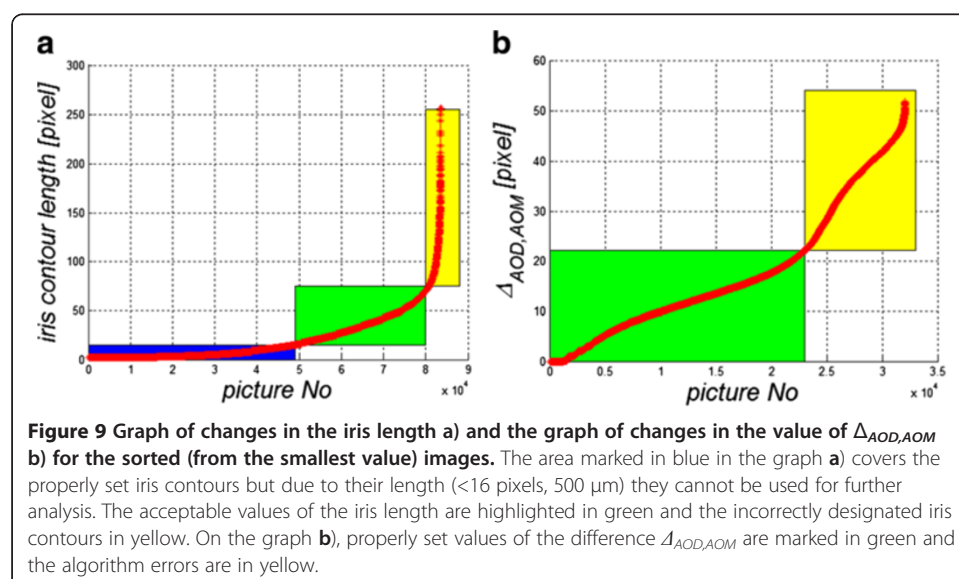 a
b
300
250
200
150
100
50
0
iris contour length [pixel]
0 1 2 3 4 5 6 7 8 9
x 10⁴
picture No
60
50
40
30
20
10
0
Δ_AOD,AOM [pixel]
0 0.5 1 1.5 2 2.5 3 3.5
x 10⁴
picture No
Figure 9 Graph of changes in the iris length a) and the graph of changes in the value of Δ_AOD,AOM
b) for the sorted (from the smallest value) images. The area marked in blue in the graph a) covers the
properly set iris contours but due to their length (<16 pixels, 500 μm) they cannot be used for further
analysis. The acceptable values of the iris length are highlighted in green and the incorrectly designated iris
contours in yellow. On the graph b), properly set values of the difference Δ_AOD,AOM are marked in green and
the algorithm errors are in yellow.